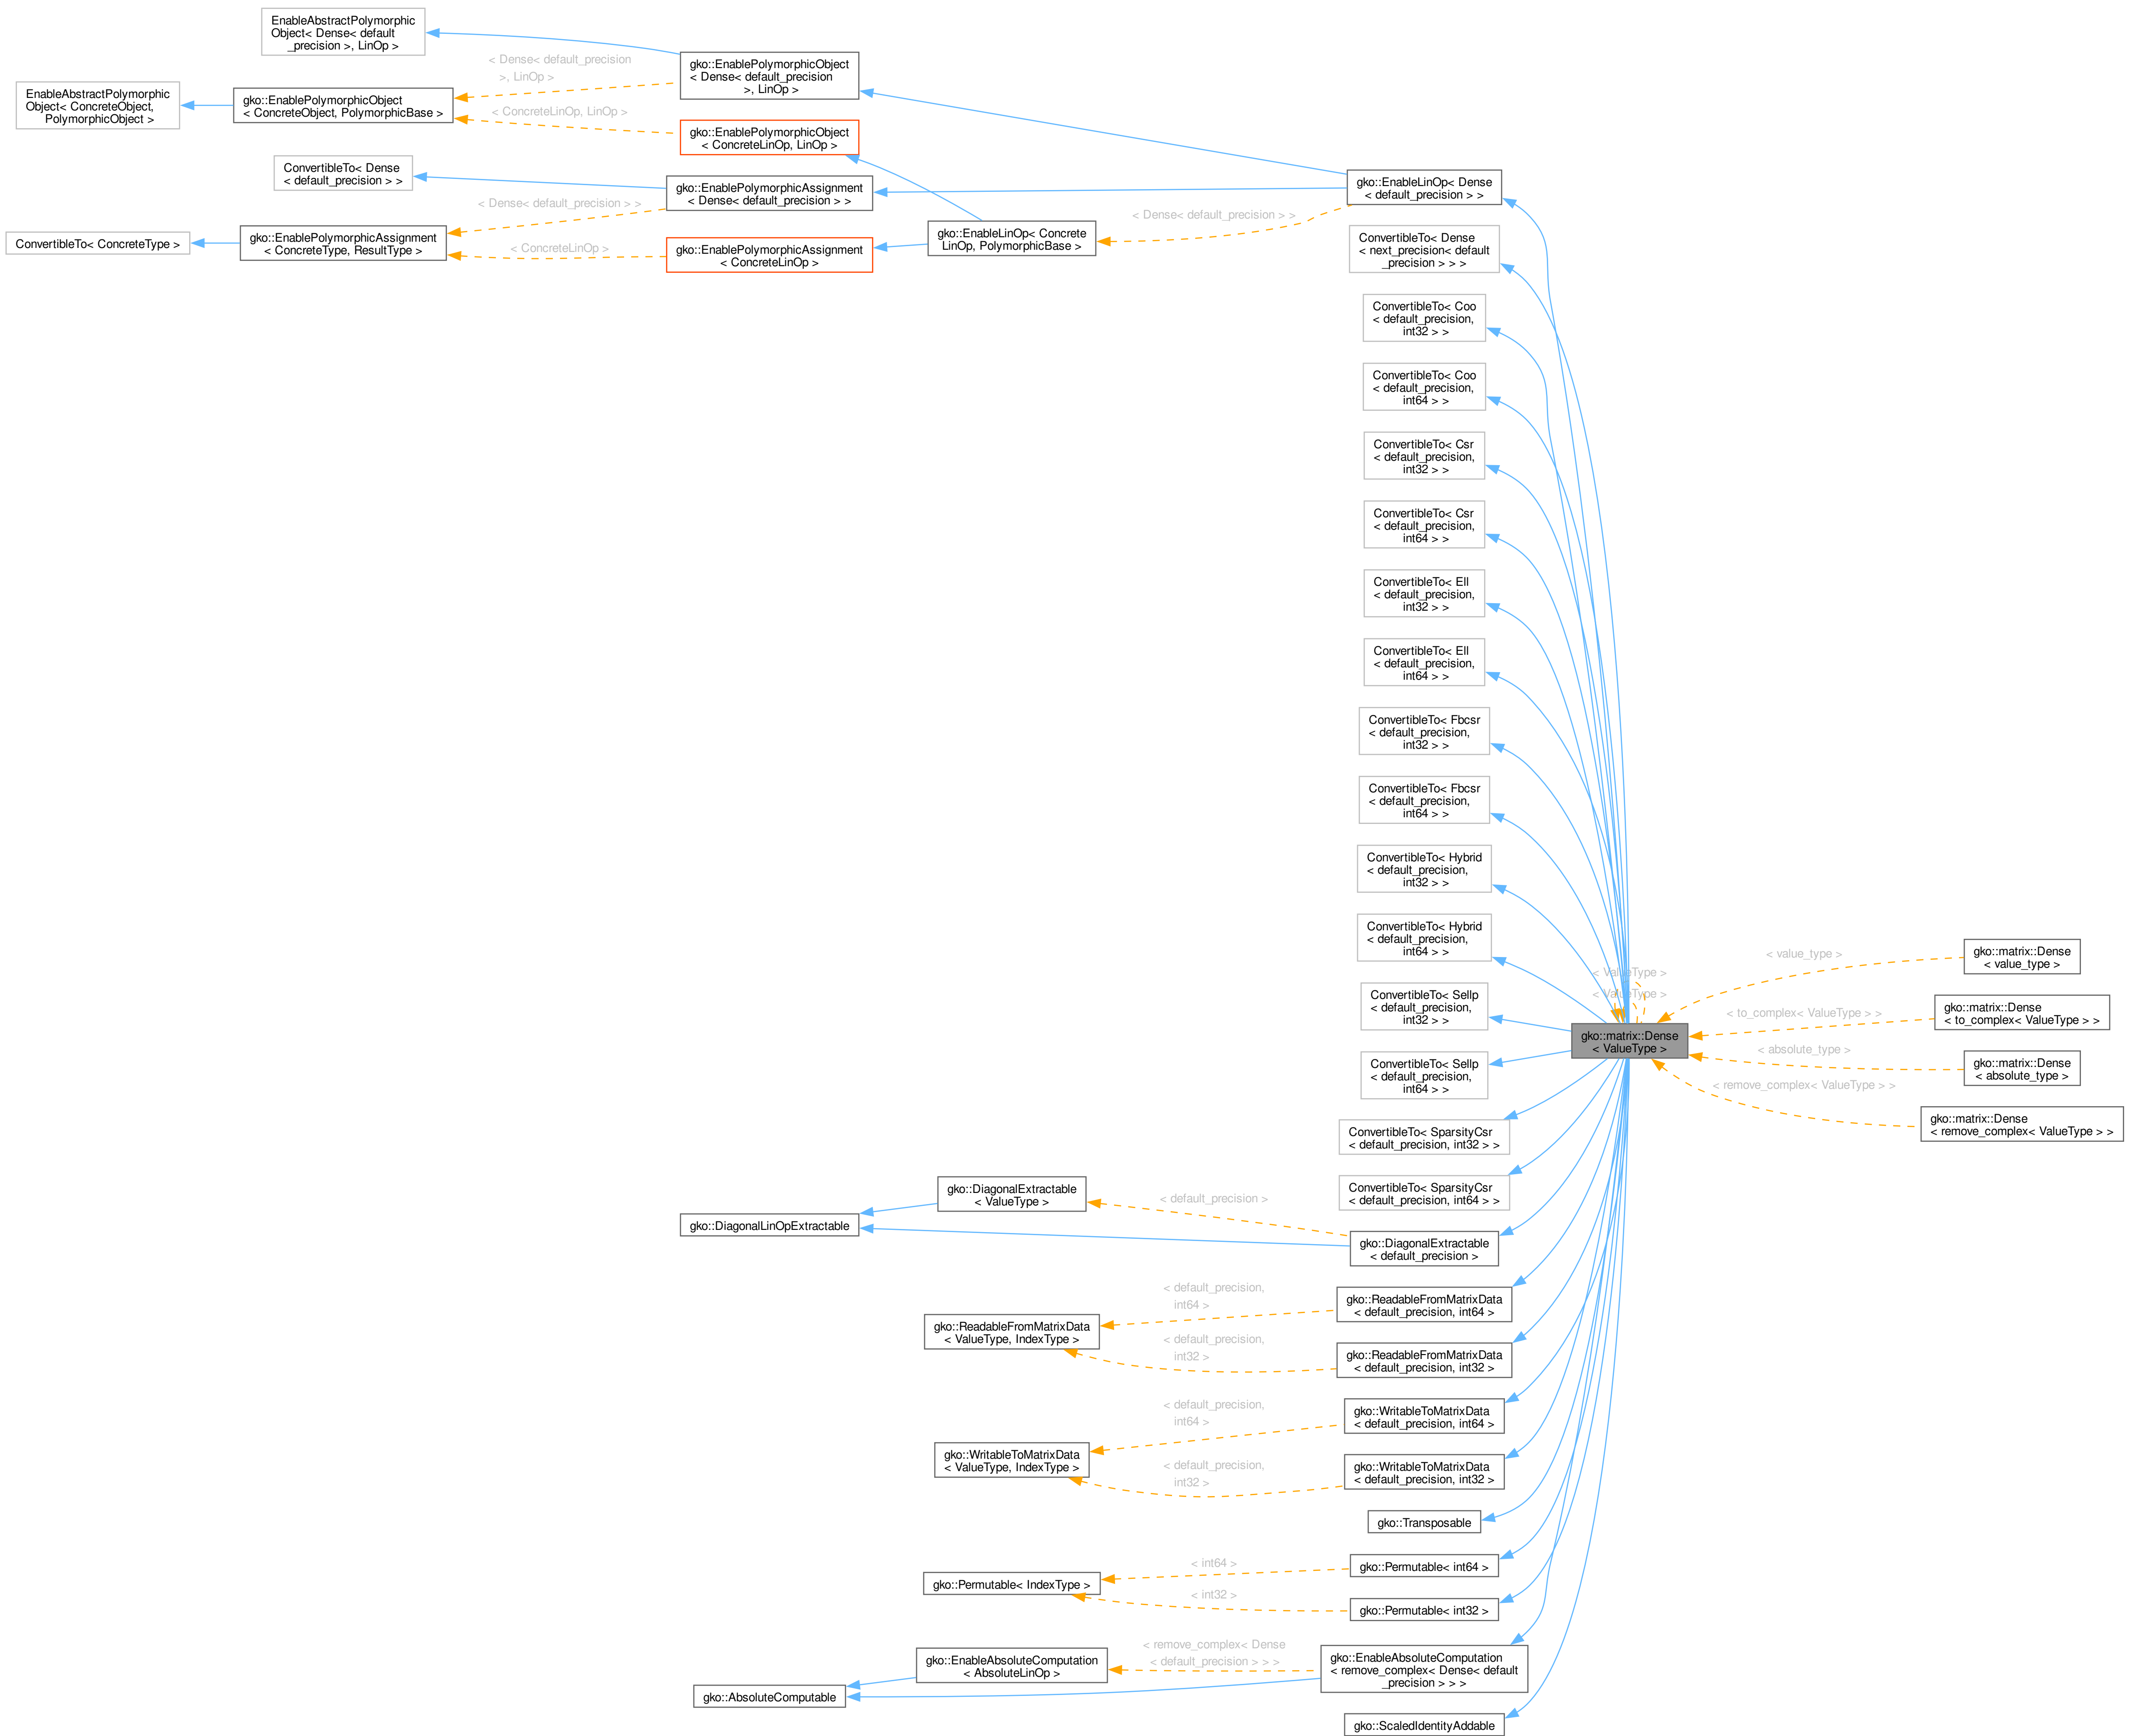 EnableAbstractPolymorphic
Object< Dense< default
_precision >, LinOp >
EnableAbstractPolymorphic
Object< ConcreteObject,
PolymorphicObject >
gko::EnablePolymorphicObject
< ConcreteObject, PolymorphicBase >
ConvertibleTo< Dense
< default_precision > >
ConvertibleTo< ConcreteType >
gko::EnablePolymorphicAssignment
< ConcreteType, ResultType >
< Dense< default_precision
>, LinOp >
< ConcreteLinOp, LinOp >
< Dense< default_precision > >
< ConcreteLinOp >
gko::EnablePolymorphicObject
< Dense< default_precision
>, LinOp >
gko::EnablePolymorphicObject
< ConcreteLinOp, LinOp >
gko::EnablePolymorphicAssignment
< Dense< default_precision > >
gko::EnablePolymorphicAssignment
< ConcreteLinOp >
gko::EnableLinOp< Concrete
LinOp, PolymorphicBase >
< Dense< default_precision > >
gko::EnableLinOp< Dense
< default_precision > >
ConvertibleTo< Dense
< next_precision< default
_precision > > >
ConvertibleTo< Coo
< default_precision,
int32 > >
ConvertibleTo< Coo
< default_precision,
int64 > >
ConvertibleTo< Csr
< default_precision,
int32 > >
ConvertibleTo< Csr
< default_precision,
int64 > >
ConvertibleTo< Ell
< default_precision,
int32 > >
ConvertibleTo< Ell
< default_precision,
int64 > >
ConvertibleTo< Fbcsr
< default_precision,
int32 > >
ConvertibleTo< Fbcsr
< default_precision,
int64 > >
ConvertibleTo< Hybrid
< default_precision,
int32 > >
ConvertibleTo< Hybrid
< default_precision,
int64 > >
ConvertibleTo< Sellp
< default_precision,
int32 > >
ConvertibleTo< Sellp
< default_precision,
int64 > >
ConvertibleTo< SparsityCsr
< default_precision, int32 > >
ConvertibleTo< SparsityCsr
< default_precision, int64 > >
< ValueType >
< ValueType >
gko::matrix::Dense
< ValueType >
< value_type >
< to_complex< ValueType > >
< absolute_type >
< remove_complex< ValueType > >
gko::matrix::Dense
< value_type >
gko::matrix::Dense
< to_complex< ValueType > >
gko::matrix::Dense
< absolute_type >
gko::matrix::Dense
< remove_complex< ValueType > >
gko::DiagonalLinOpExtractable
gko::DiagonalExtractable
< ValueType >
< default_precision >
gko::DiagonalExtractable
< default_precision >
gko::ReadableFromMatrixData
< ValueType, IndexType >
< default_precision,
int64 >
< default_precision,
int32 >
gko::ReadableFromMatrixData
< default_precision, int64 >
gko::ReadableFromMatrixData
< default_precision, int32 >
gko::WritableToMatrixData
< ValueType, IndexType >
< default_precision,
int64 >
< default_precision,
int32 >
gko::WritableToMatrixData
< default_precision, int64 >
gko::WritableToMatrixData
< default_precision, int32 >
gko::Transposable
gko::Permutable< IndexType >
< int64 >
< int32 >
gko::Permutable< int64 >
gko::Permutable< int32 >
gko::AbsoluteComputable
gko::EnableAbsoluteComputation
< AbsoluteLinOp >
< remove_complex< Dense
< default_precision > > >
gko::EnableAbsoluteComputation
< remove_complex< Dense< default
_precision > > >
gko::ScaledIdentityAddable